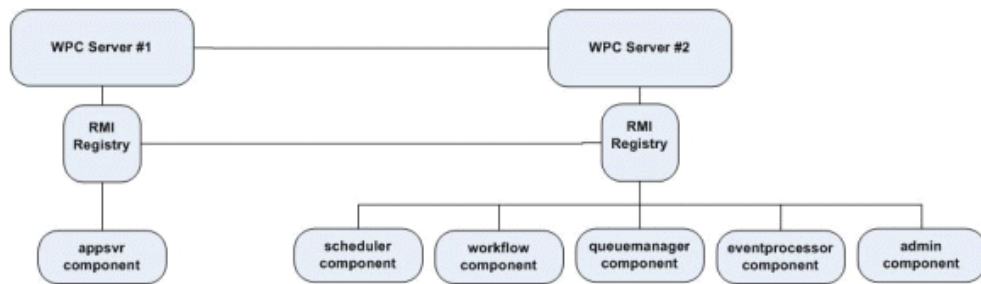 WPC Server #1
WPC Server #2
RMI
Registry
RMI
Registry
appsvr
component
scheduler
component
workflow
component
queuemanager
component
eventprocessor
component
admin
component